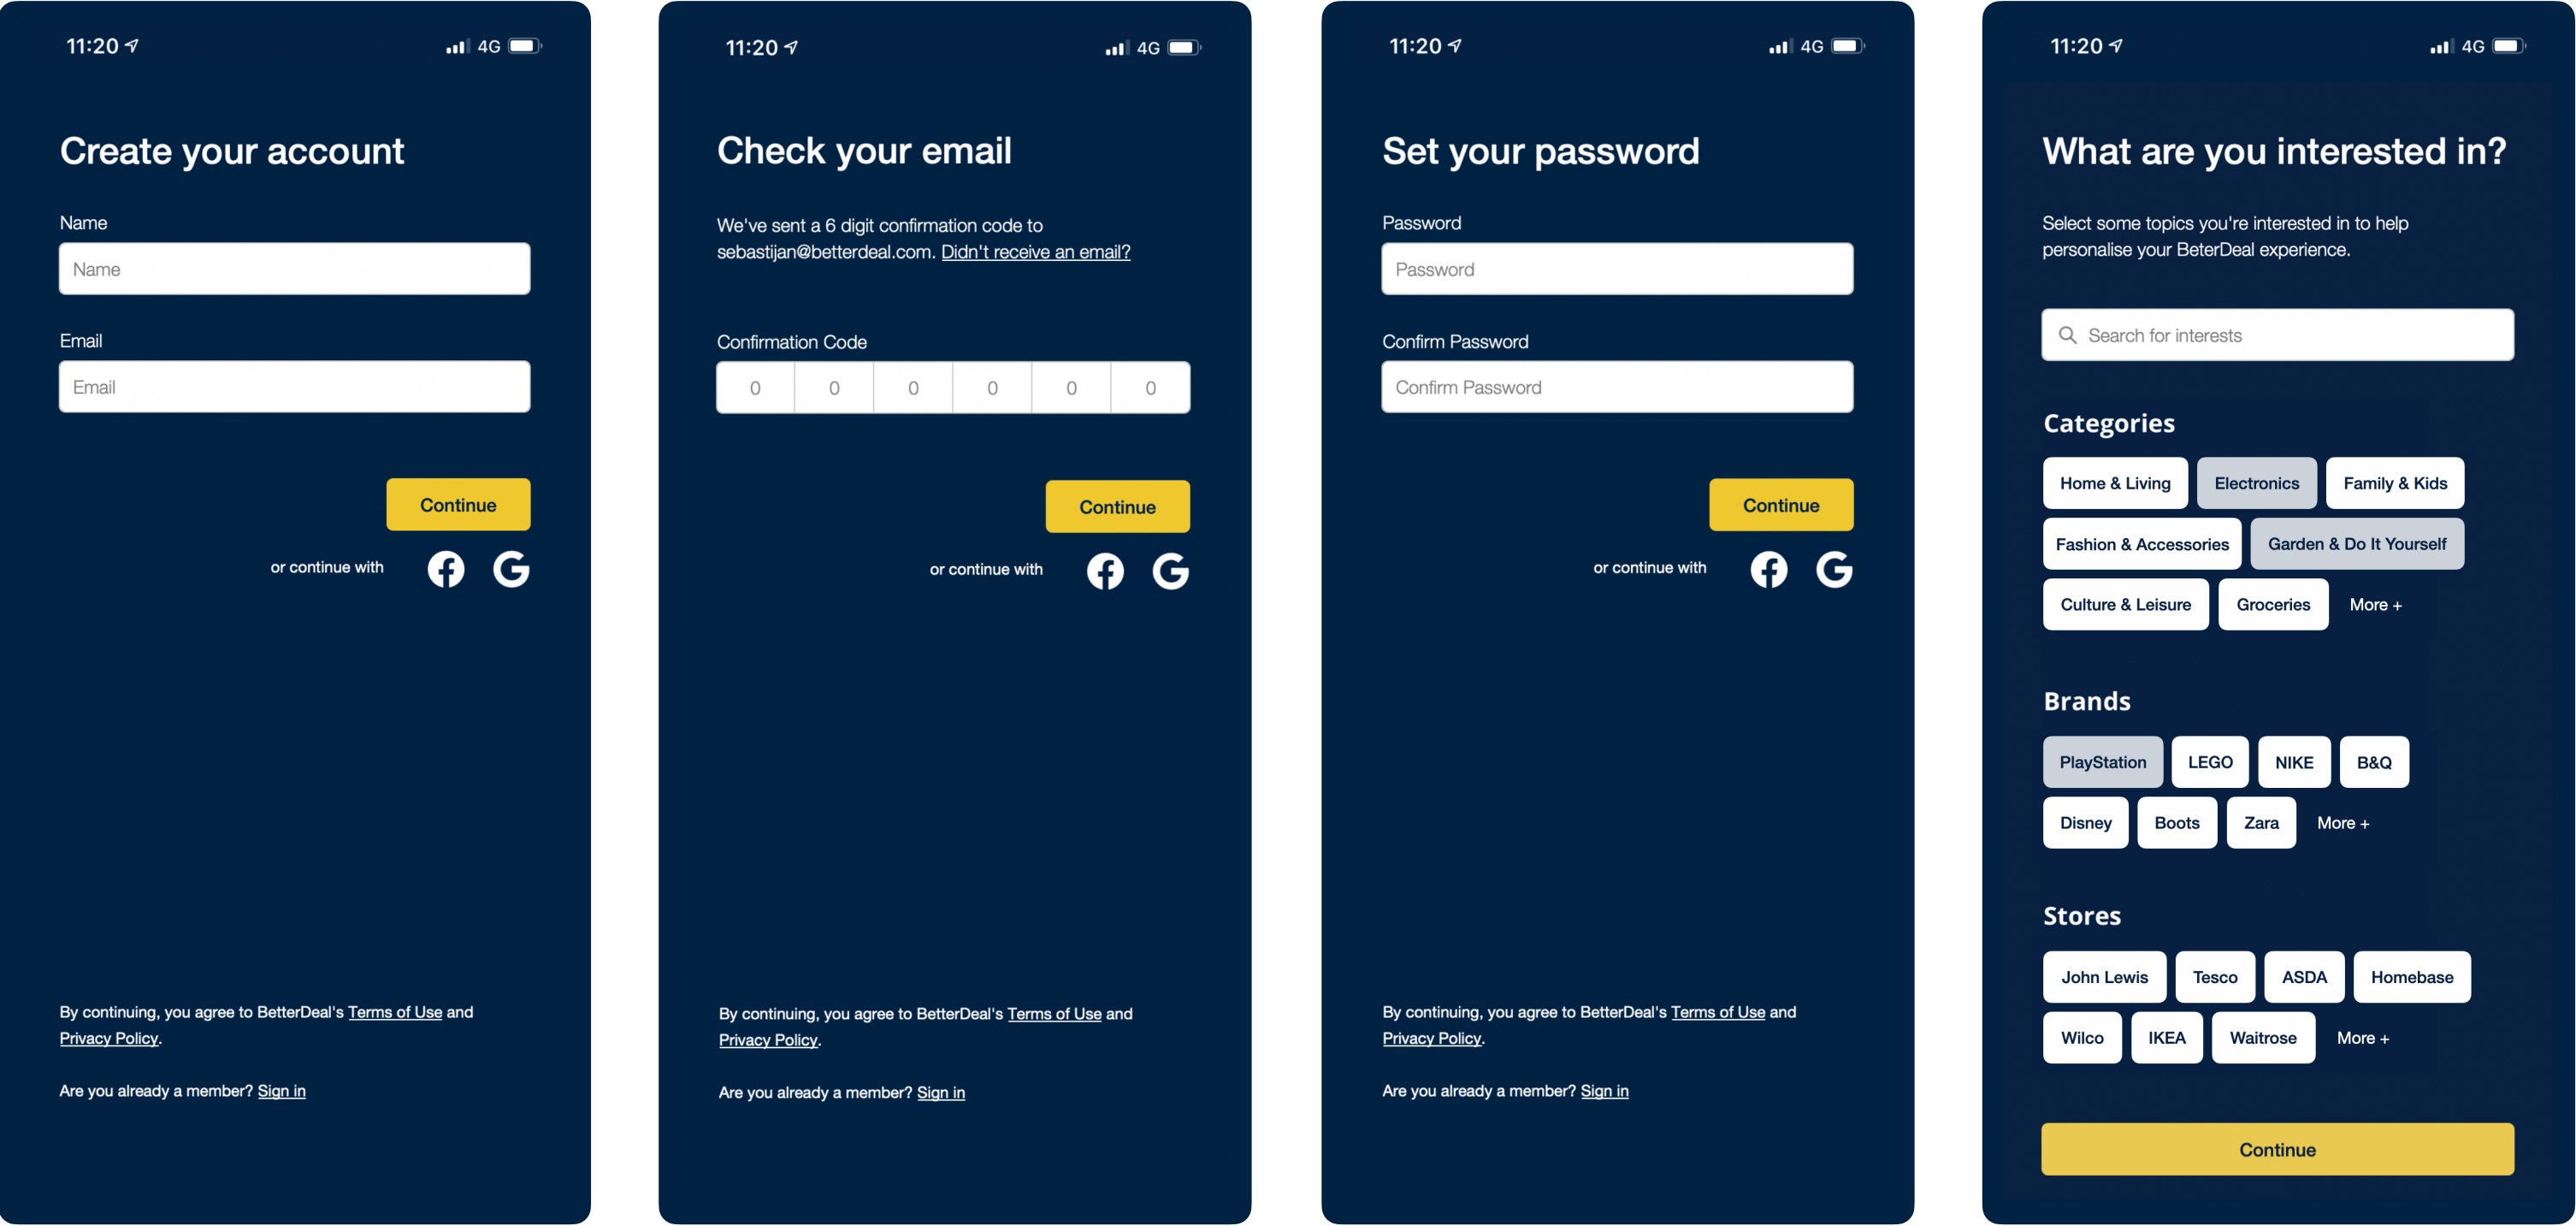 11:20
4G
Create your account
Name
Name
Email
Email
Continue
or continue with
By continuing, you agree to BetterDeal's Terms of Use and
Privacy Policy.
Are you already a member? Sign in
11:20
4G
Check your email
We've sent a 6 digit confirmation code to
sebastijan@betterdeal.com. Didn't receive an email?
Confirmation Code
0 0 0 0 0 0
Continue
or continue with
By continuing, you agree to BetterDeal's Terms of Use and
Privacy Policy.
Are you already a member? Sign in
11:20
4G
Set your password
Password
Password
Confirm Password
Confirm Password
Continue
or continue with
By continuing, you agree to BetterDeal's Terms of Use and
Privacy Policy.
Are you already a member? Sign in
11:20
4G
What are you interested in?
Select some topics you're interested in to help
personalise your BeterDeal experience.
Search for interests
Categories
Home & Living Electronics Family & Kids
Fashion & Accessories Garden & Do It Yourself
Culture & Leisure Groceries More +
Brands
PlayStation LEGO NIKE B&Q
Disney Boots Zara More +
Stores
John Lewis Tesco ASDA Homebase
Wilco IKEA Waitrose More +
Continue